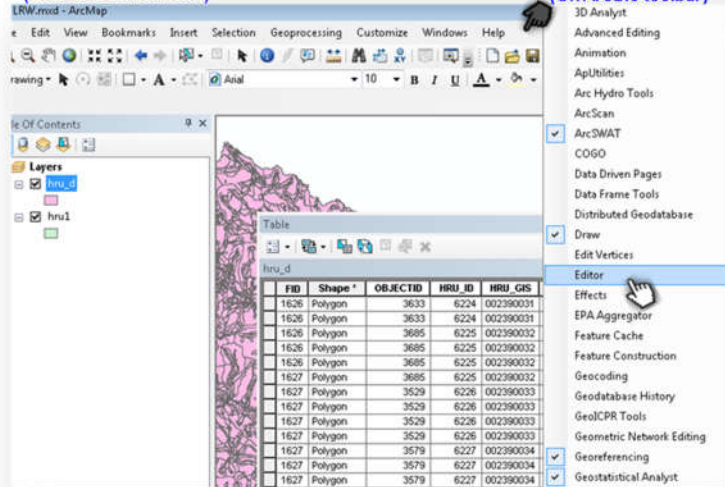 LRW.mxd - ArcMap
Edit View Bookmarks Insert Selection Geoprocessing Customize Windows Help
Arial 10 B I U A
Of Contents
Layers
hru_d
hru1
Table
hru_d
FID Shape * OBJECTID HRU_ID HRU_GIS
1626 Polygon 3633 6224 002390031
1626 Polygon 3633 6224 002390031
1626 Polygon 3685 6225 002390032
1626 Polygon 3685 6225 002390032
1626 Polygon 3685 6225 002390032
1627 Polygon 3685 6225 002390032
1627 Polygon 3529 6226 002390033
1627 Polygon 3529 6226 002390033
1627 Polygon 3529 6226 002390033
1627 Polygon 3529 6226 002390033
1627 Polygon 3579 6227 002390034
1627 Polygon 3579 6227 002390034
1627 Polygon 3579 6227 002390034
3D Analyst
Advanced Editing
Animation
ApUtilities
Arc Hydro Tools
ArcScan
ArcSWAT
COGO
Data Driven Pages
Data Frame Tools
Distributed Geodatabase
Draw
Edit Vertices
Editor
Effects
EPA Aggregator
Feature Cache
Feature Construction
Geocoding
Geodatabase History
GeoICPR Tools
Geometric Network Editing
Georeferencing
Geostatistical Analyst